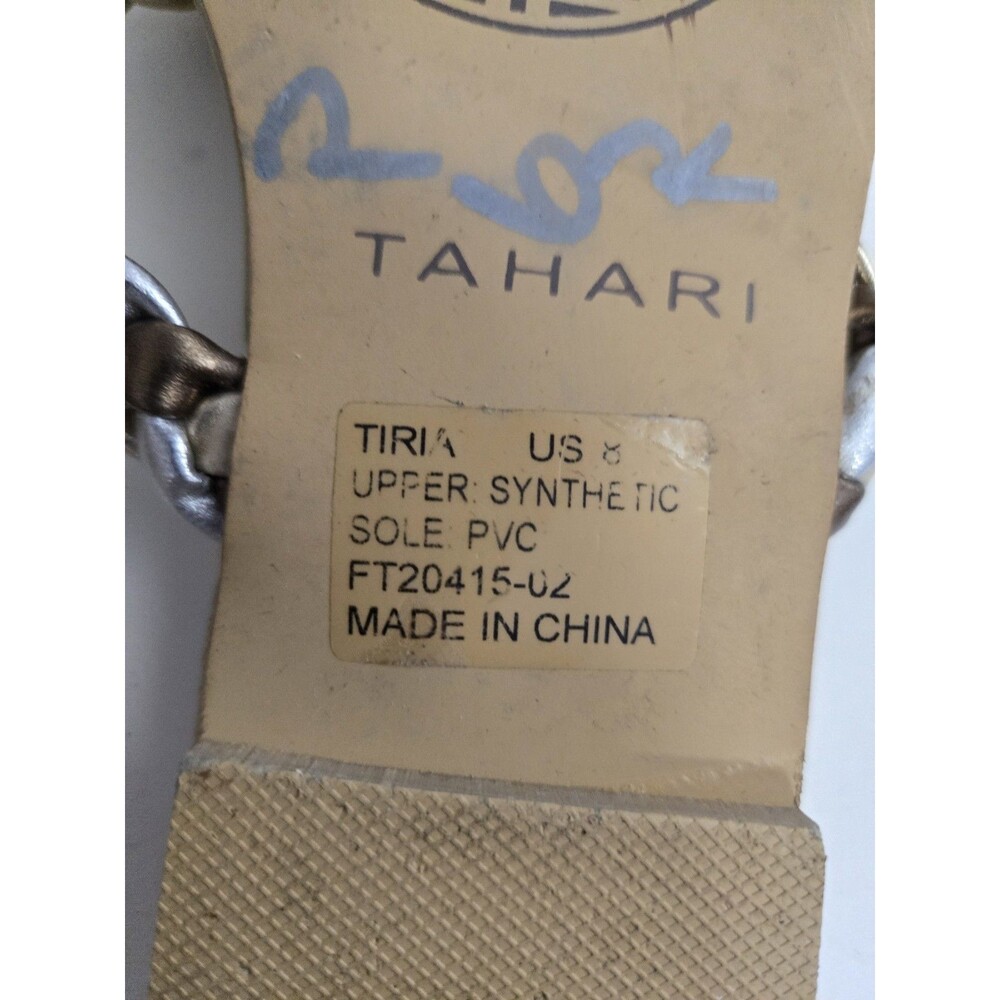 TAHARI
TIRIA US 8
UPPER: SYNTHETIC
SOLE: PVC
FT20415-02
MADE IN CHINA